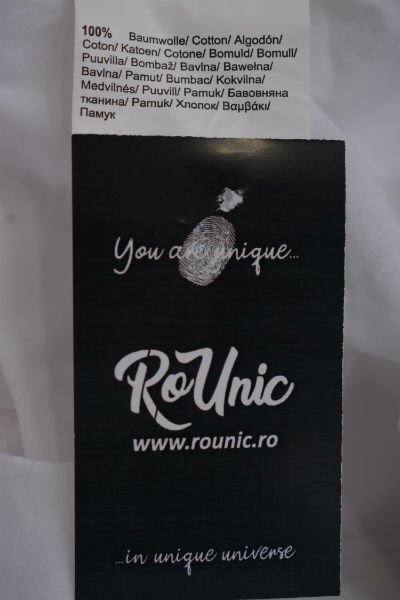 100% Baumwolle/ Cotton/ Algodón/
Coton/ Katoen/ Cotone/ Bomuld/ Bomull/
Puuvilla/ Bombaž/ Bavlna/ Bawełna/
Bavlna/ Pamut/ Bumbac/ Kokvilna/
Medvilnės/ Puuvill/ Pamuk/ Бавовняна
тканина/ Pamuk/ Хлопок/ Βαμβάκι/
Памук
You are unique...
RoUnic
www.rounic.ro
...in unique universe